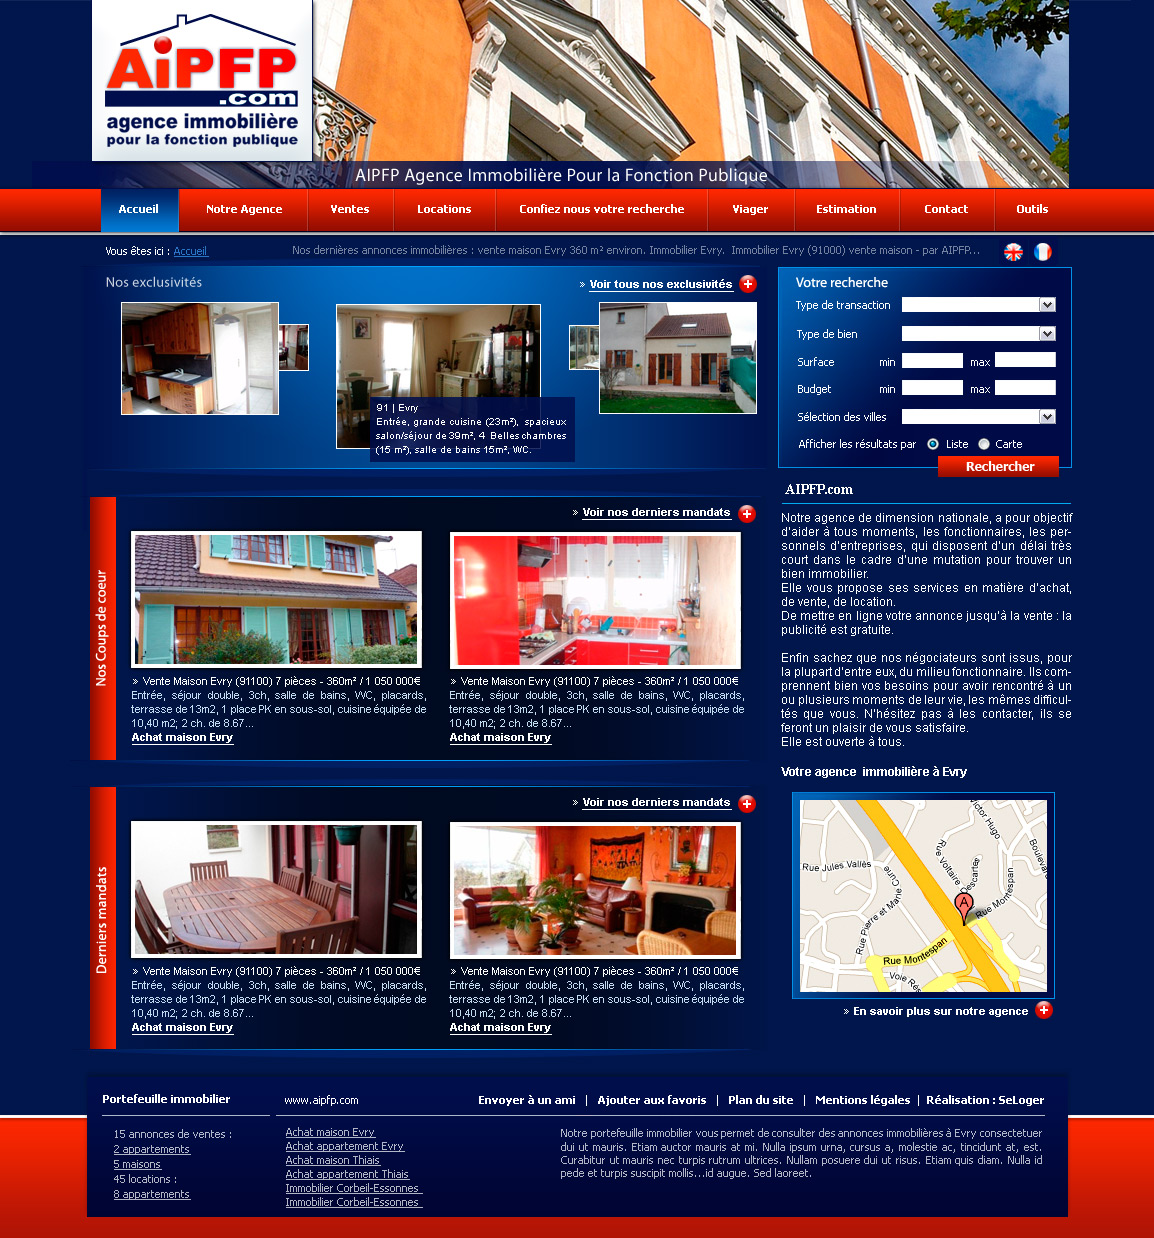 AiPFP
.com
agence immobilière
pour la fonction publique
AIPFP Agence Immobilière Pour la Fonction Publique
Accueil
Notre Agence
Ventes
Locations
Confiez nous votre recherche
Viager
Estimation
Contact
Outils
Vous êtes ici : Accueil
Nos dernières annonces immobilières : vente maison Evry 360 m² environ. Immobilier Evry. Immobilier Evry (91000) vente maison - par AIPFP...
Nos exclusivités
» Voir tous nos exclusivités
91 | Evry
Entrée, grande cuisine (23m²), spacieux
salon/séjour de 39m², 4 Belles chambres
(15 m²), salle de bains 15m², WC.
Votre recherche
Type de transaction
Type de bien
Surface min max
Budget min max
Sélection des villes
Afficher les résultats par Liste Carte
Rechercher
Nos Coups de coeur
» Voir nos derniers mandats
» Vente Maison Evry (91100) 7 pièces - 360m² / 1 050 000€
Entrée, séjour double, 3ch, salle de bains, WC, placards,
terrasse de 13m2, 1 place PK en sous-sol, cuisine équipée de
10,40 m2; 2 ch. de 8.67...
Achat maison Evry
» Vente Maison Evry (91100) 7 pièces - 360m² / 1 050 000€
Entrée, séjour double, 3ch, salle de bains, WC, placards,
terrasse de 13m2, 1 place PK en sous-sol, cuisine équipée de
10,40 m2; 2 ch. de 8.67...
Achat maison Evry
Derniers mandats
» Voir nos derniers mandats
» Vente Maison Evry (91100) 7 pièces - 360m² / 1 050 000€
Entrée, séjour double, 3ch, salle de bains, WC, placards,
terrasse de 13m2, 1 place PK en sous-sol, cuisine équipée de
10,40 m2; 2 ch. de 8.67...
Achat maison Evry
» Vente Maison Evry (91100) 7 pièces - 360m² / 1 050 000€
Entrée, séjour double, 3ch, salle de bains, WC, placards,
terrasse de 13m2, 1 place PK en sous-sol, cuisine équipée de
10,40 m2; 2 ch. de 8.67...
Achat maison Evry
AIPFP.com
Notre agence de dimension nationale, a pour objectif
d'aider à tous moments, les fonctionnaires, les per-
sonnels d'entreprises, qui disposent d'un délai très
court dans le cadre d'une mutation pour trouver un
bien immobilier.
Elle vous propose ses services en matière d'achat,
de vente, de location.
De mettre en ligne votre annonce jusqu'à la vente : la
publicité est gratuite.
Enfin sachez que nos négociateurs sont issus, pour
la plupart d'entre eux, du milieu fonctionnaire. Ils com-
prennent bien vos besoins pour avoir rencontré à un
ou plusieurs moments de leur vie, les mêmes difficul-
tés que vous. N'hésitez pas à les contacter, ils se
feront un plaisir de vous satisfaire.
Elle est ouverte à tous.
Votre agence immobilière à Evry
Victor Hugo
Boulevar
Rue Jules Vallès
Rue Voltaire
Descartes
Rue Pierre et Marie Curie
A
Rue Montespan
Rue Montespan
Voie Rés
» En savoir plus sur notre agence
Portefeuille immobilier
15 annonces de ventes :
2 appartements
5 maisons
45 locations :
8 appartements
www.aipfp.com
Achat maison Evry
Achat appartement Evry
Achat maison Thiais
Achat appartement Thiais
Immobilier Corbeil-Essonnes
Immobilier Corbeil-Essonnes
Envoyer à un ami | Ajouter aux favoris | Plan du site | Mentions légales | Réalisation : SeLoger
Notre portefeuille immobilier vous permet de consulter des annonces immobilières à Evry consectetuer
dui ut mauris. Etiam auctor mauris at mi. Nulla ipsum urna, cursus a, molestie ac, tincidunt at, est.
Curabitur ut mauris nec turpis rutrum ultrices. Nullam posuere dui ut risus. Etiam quis diam. Nulla id
pede et turpis suscipit mollis...id augue. Sed laoreet.